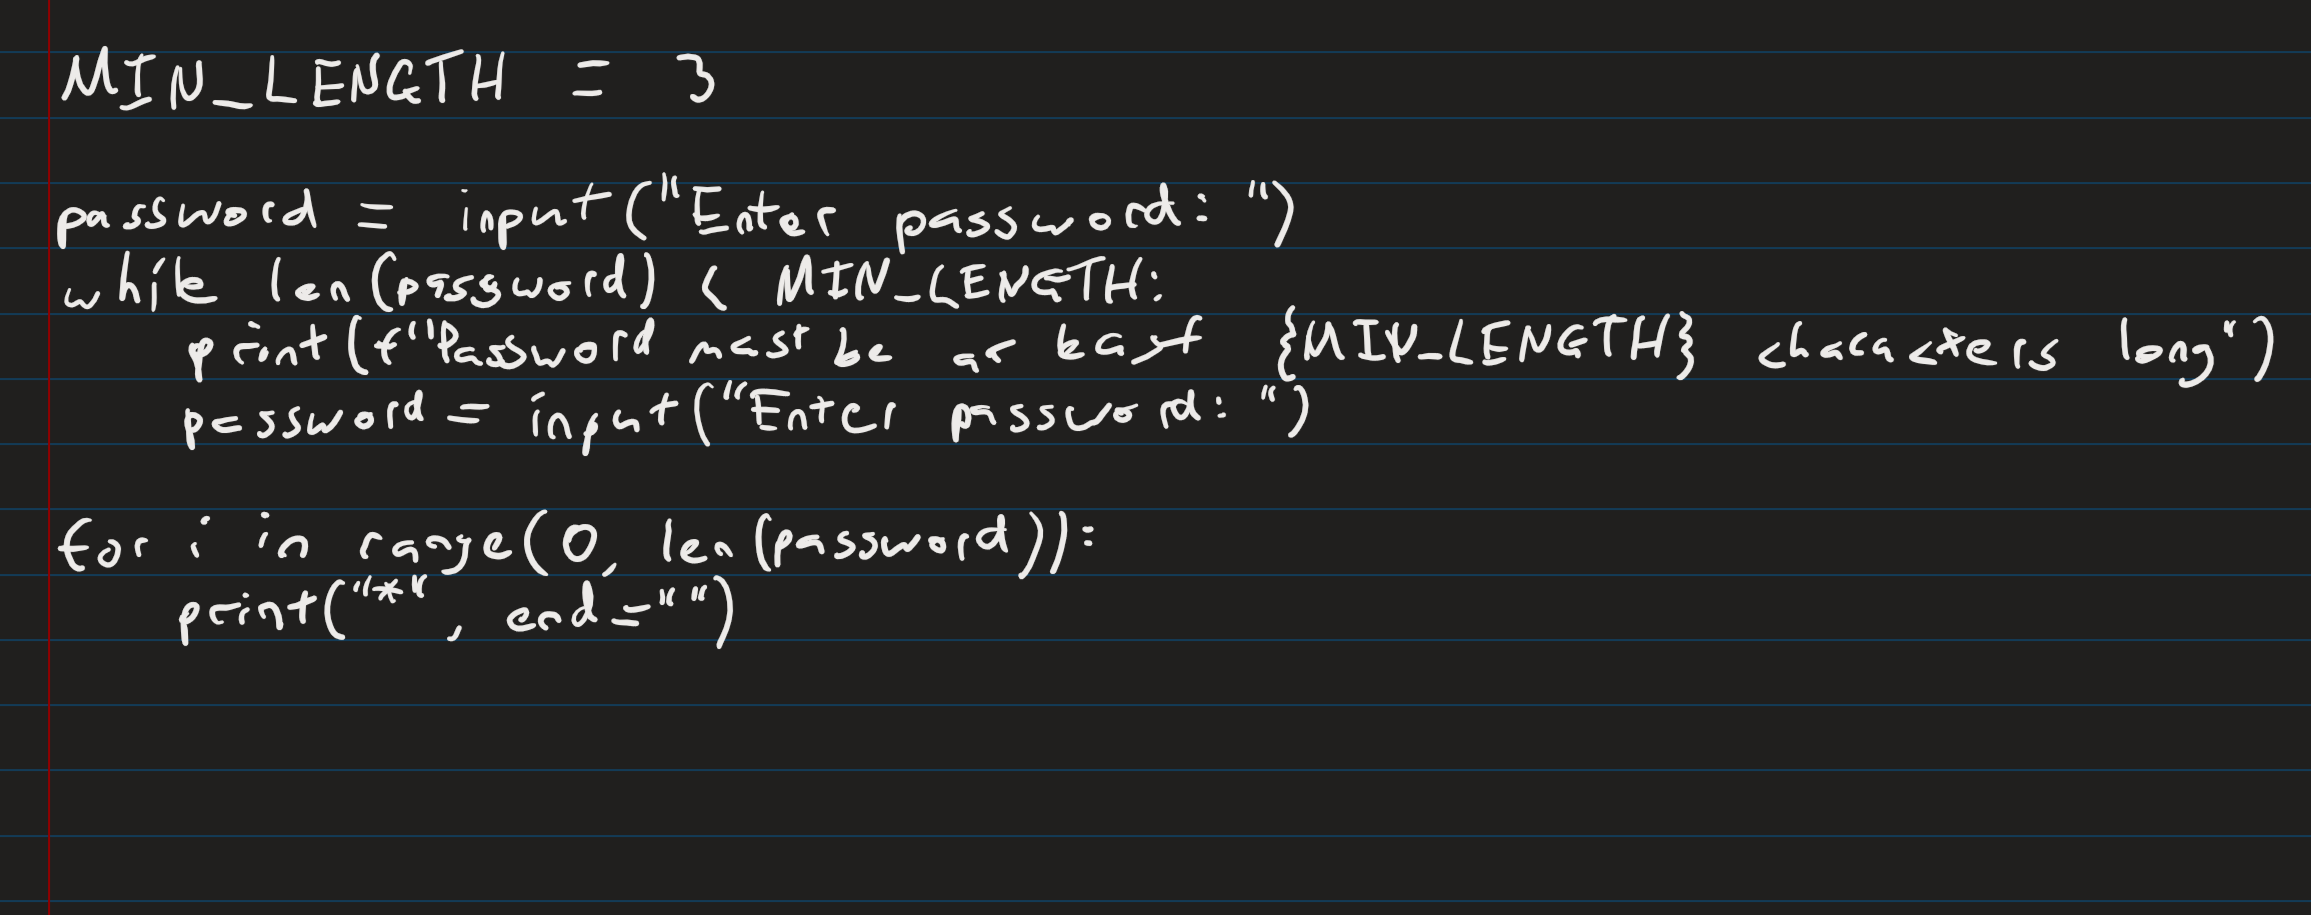 MIN_LENGTH = 3
password = input("Enter password: ")
while len(password) < MIN_LENGTH:
    print(f"Password must be at least {MIN_LENGTH} characters long")
    password = input("Enter password: ")
for i in range(0, len(password)):
    print("*", end="")